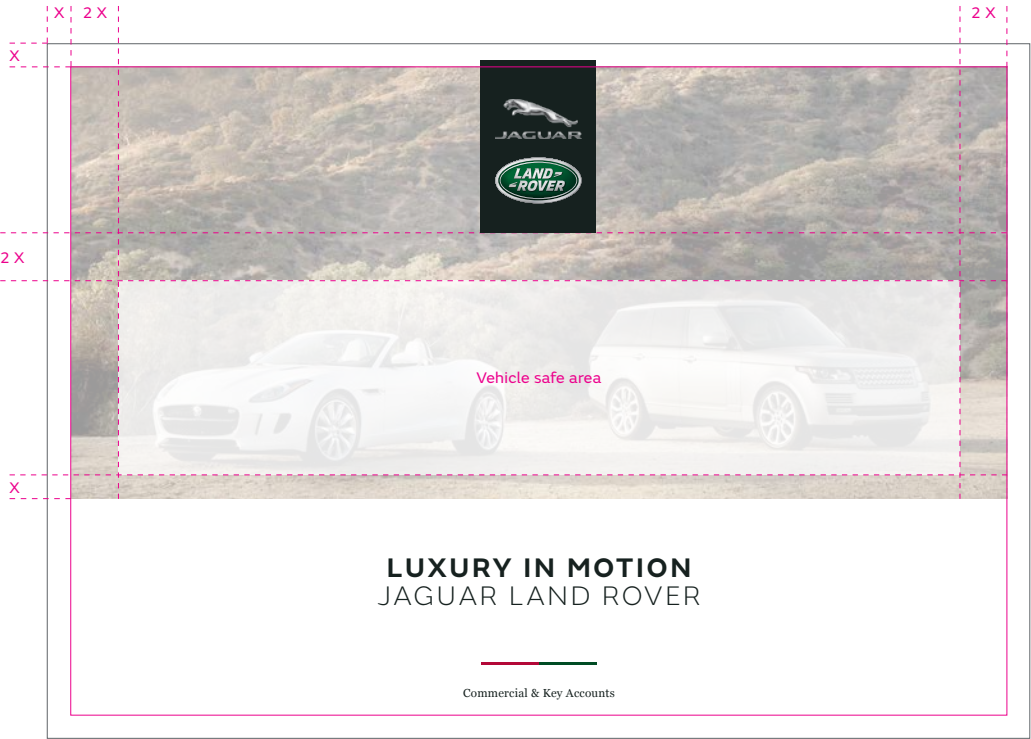 X 2 X 2 X
X
JAGUAR
LAND
ROVER
2 X
Vehicle safe area
X
LUXURY IN MOTION
JAGUAR LAND ROVER
Commercial & Key Accounts